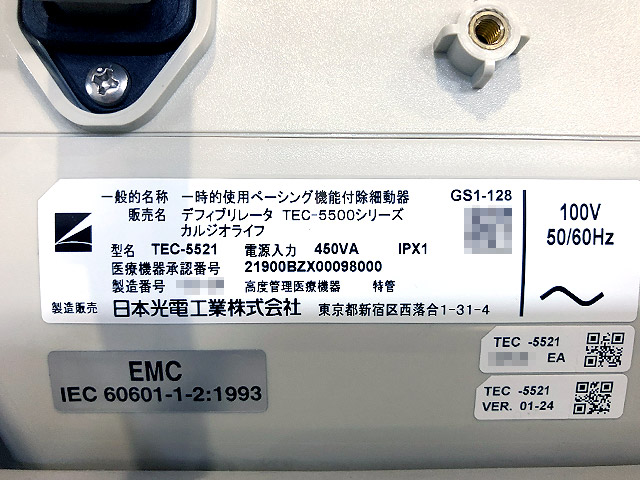 一般的名称 一時的使用ペーシング機能付除細動器 GS1-128
販売名 デフィブリレータ TEC-5500シリーズ
カルジオライフ
型名 TEC-5521 電源入力 450VA IPX1
医療機器承認番号 21900BZX00098000
製造番号 高度管理医療機器 特管
製造販売 日本光電工業株式会社 東京都新宿区西落合1-31-4
100V
50/60Hz
EMC
IEC 60601-1-2:1993
TEC -5521
EA
TEC -5521
VER. 01-24